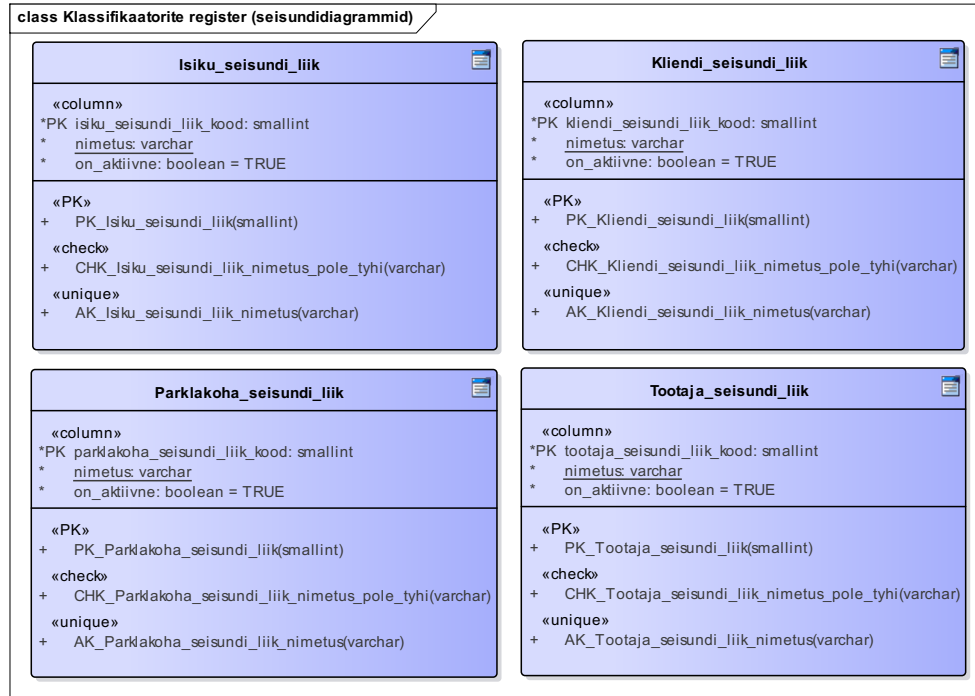 class Klassifikaatorite register (seisundidiagrammid)
Isiku_seisundi_liik
«column»
*PK isiku_seisundi_liik_kood: smallint
* nimetus: varchar
* on_aktiivne: boolean = TRUE
«PK»
+ PK_Isiku_seisundi_liik(smallint)
«check»
+ CHK_Isiku_seisundi_liik_nimetus_pole_tyhi(varchar)
«unique»
+ AK_Isiku_seisundi_liik_nimetus(varchar)
Kliendi_seisundi_liik
«column»
*PK kliendi_seisundi_liik_kood: smallint
* nimetus: varchar
* on_aktiivne: boolean = TRUE
«PK»
+ PK_Kliendi_seisundi_liik(smallint)
«check»
+ CHK_Kliendi_seisundi_liik_nimetus_pole_tyhi(varchar)
«unique»
+ AK_Kliendi_seisundi_liik_nimetus(varchar)
Parklakoha_seisundi_liik
«column»
*PK parklakoha_seisundi_liik_kood: smallint
* nimetus: varchar
* on_aktiivne: boolean = TRUE
«PK»
+ PK_Parklakoha_seisundi_liik(smallint)
«check»
+ CHK_Parklakoha_seisundi_liik_nimetus_pole_tyhi(varchar)
«unique»
+ AK_Parklakoha_seisundi_liik_nimetus(varchar)
Tootaja_seisundi_liik
«column»
*PK tootaja_seisundi_liik_kood: smallint
* nimetus: varchar
* on_aktiivne: boolean = TRUE
«PK»
+ PK_Tootaja_seisundi_liik(smallint)
«check»
+ CHK_Tootaja_seisundi_liik_nimetus_pole_tyhi(varchar)
«unique»
+ AK_Tootaja_seisundi_liik_nimetus(varchar)